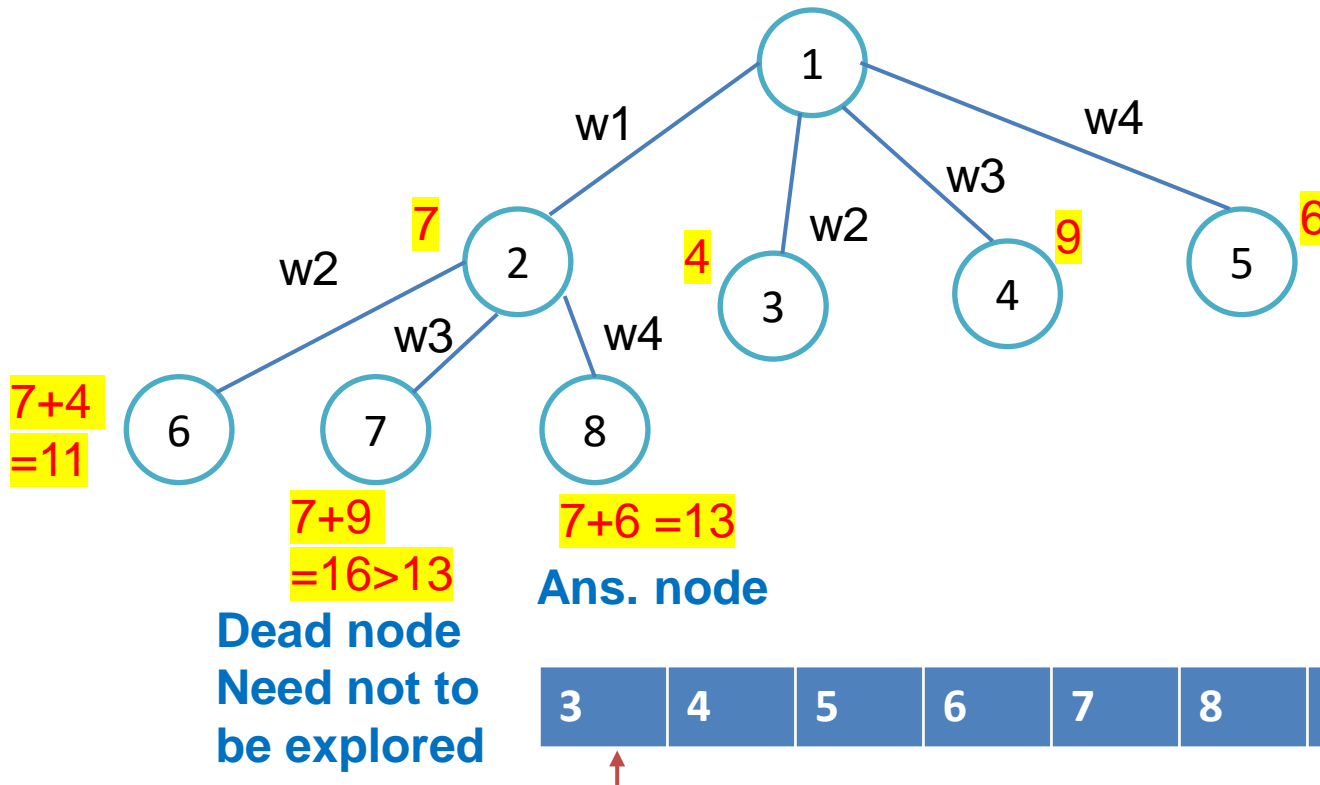 1
w1
w2
w3
w4
7
2
4
3
9
4
6
5
w2
w3
w4
7+4
=11
6
7
8
7+9
=16>13
7+6 =13
Ans. node
Dead node
Need not to
be explored
3 4 5 6 7 8